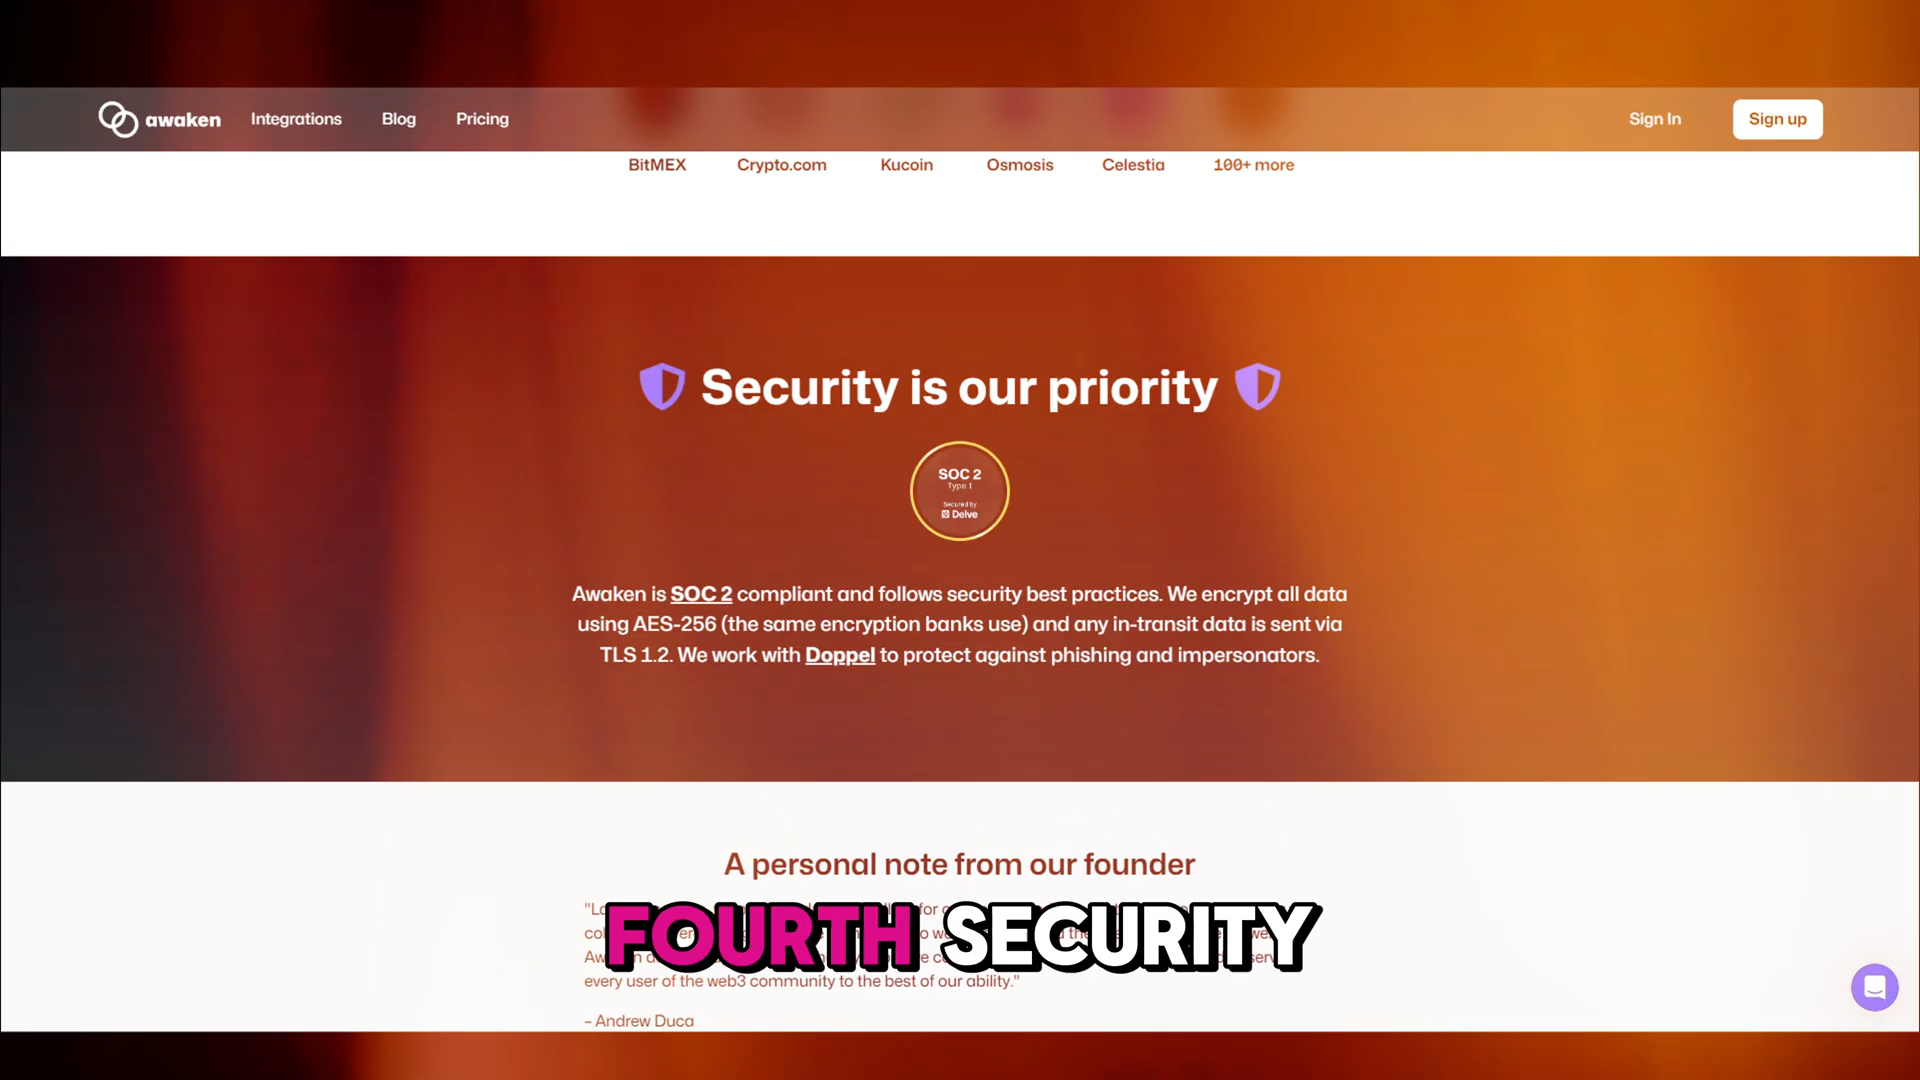 awaken
Integrations
Blog
Pricing
Sign In
Sign up
BitMEX
Crypto.com
Kucoin
Osmosis
Celestia
100+ more
Security is our priority
SOC 2
Type 1
Secured by
Delve
Awaken is SOC 2 compliant and follows security best practices. We encrypt all data
using AES-256 (the same encryption banks use) and any in-transit data is sent via
TLS 1.2. We work with Doppel to protect against phishing and impersonators.
A personal note from our founder
FOURTH SECURITY
every user of the web3 community to the best of our ability."
– Andrew Duca